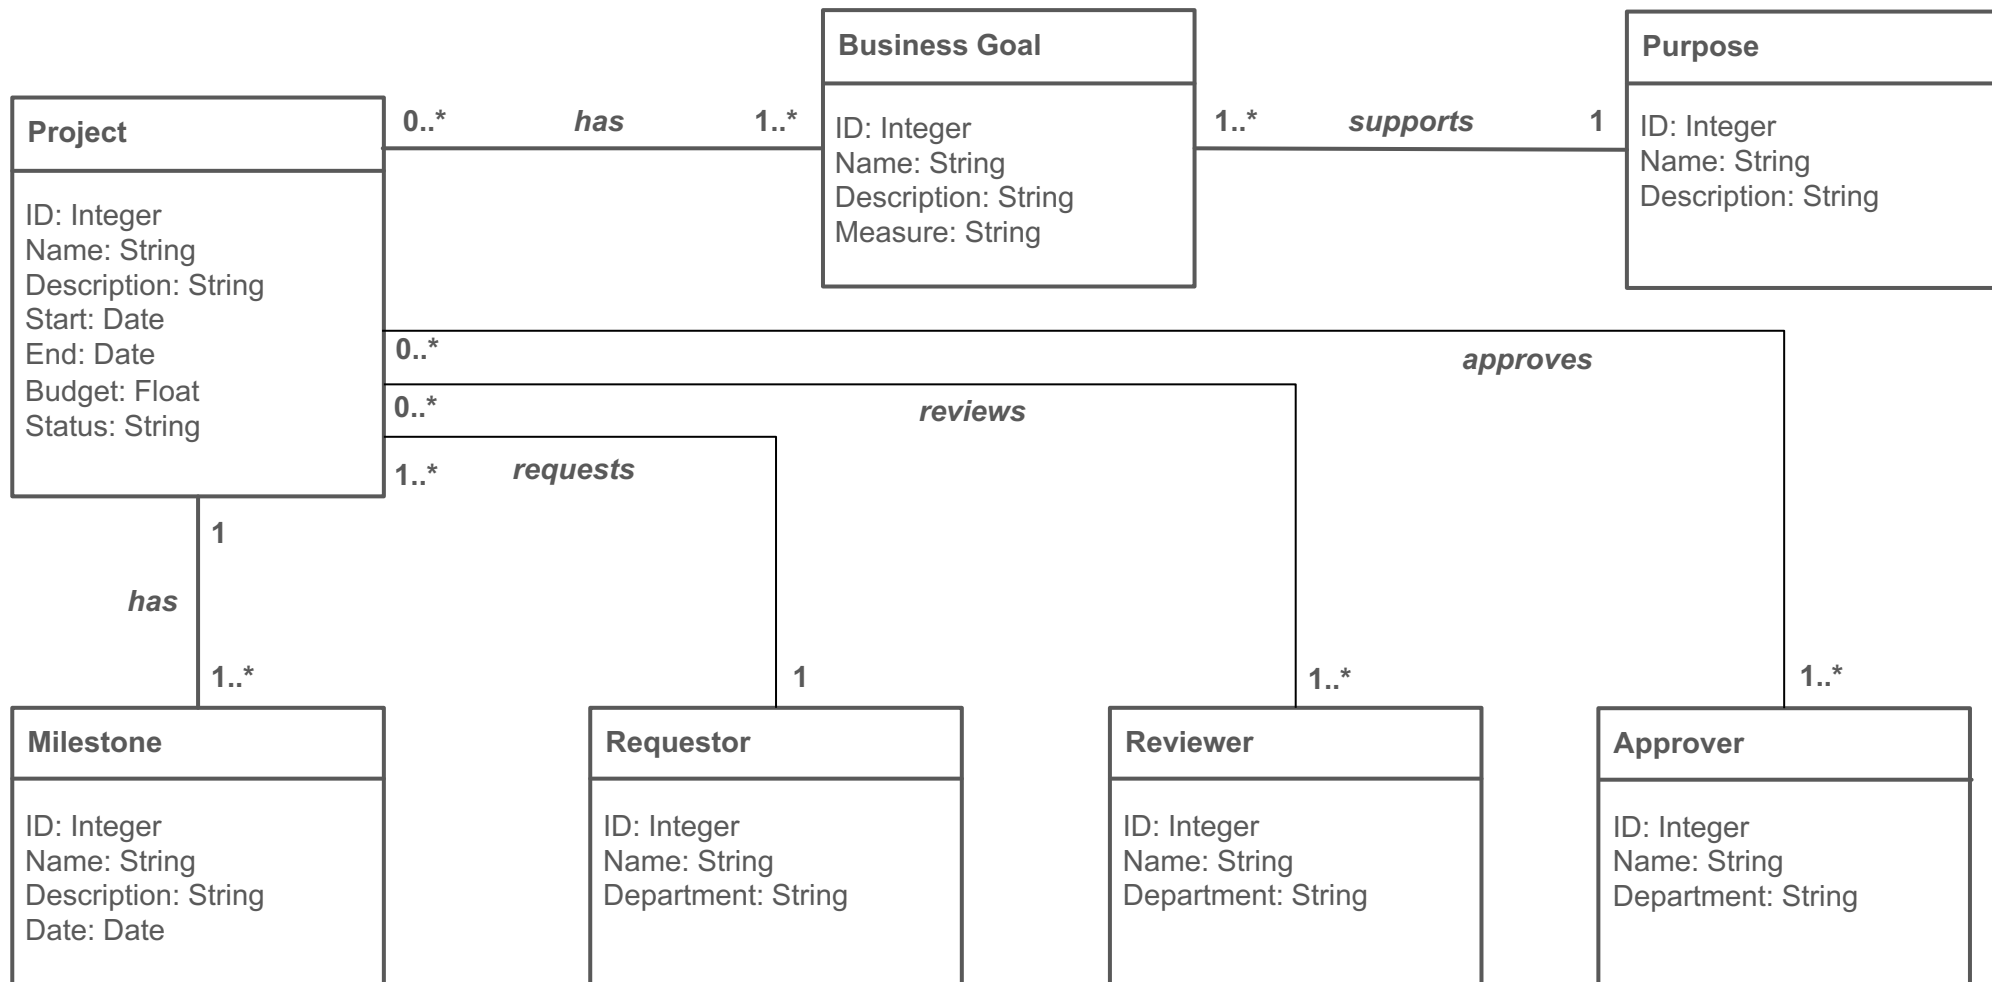 Business Goal
ID: Integer
Name: String
Description: String
Measure: String
Purpose
ID: Integer
Name: String
Description: String
Project
ID: Integer
Name: String
Description: String
Start: Date
End: Date
Budget: Float
Status: String
0..* has 1..*
1..* supports 1
0..*
approves
1..*
0..*
reviews
1..*
1..*
requests
1
1
has
1..*
Milestone
ID: Integer
Name: String
Description: String
Date: Date
Requestor
ID: Integer
Name: String
Department: String
Reviewer
ID: Integer
Name: String
Department: String
Approver
ID: Integer
Name: String
Department: String